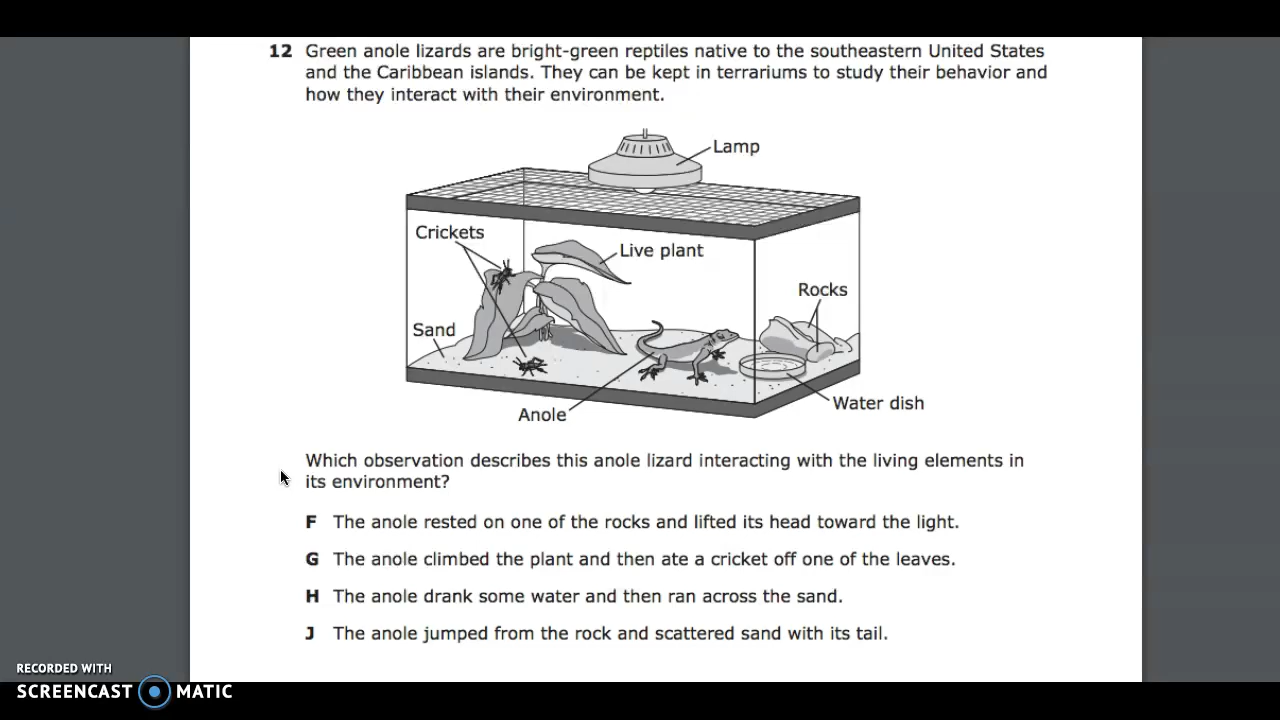 12 Green anole lizards are bright-green reptiles native to the southeastern United States
and the Caribbean islands. They can be kept in terrariums to study their behavior and
how they interact with their environment.
Lamp
Crickets
Live plant
Rocks
Sand
Water dish
Anole
Which observation describes this anole lizard interacting with the living elements in
its environment?
F The anole rested on one of the rocks and lifted its head toward the light.
G The anole climbed the plant and then ate a cricket off one of the leaves.
H The anole drank some water and then ran across the sand.
J The anole jumped from the rock and scattered sand with its tail.
RECORDED WITH
SCREENCAST MATIC